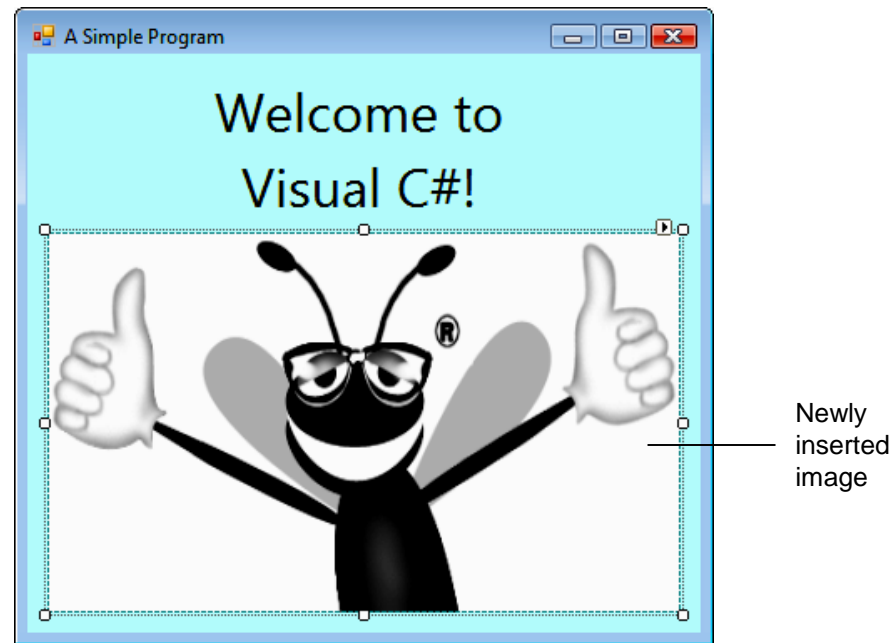 A Simple Program
Welcome to
Visual C#!
®
Newly
inserted
image